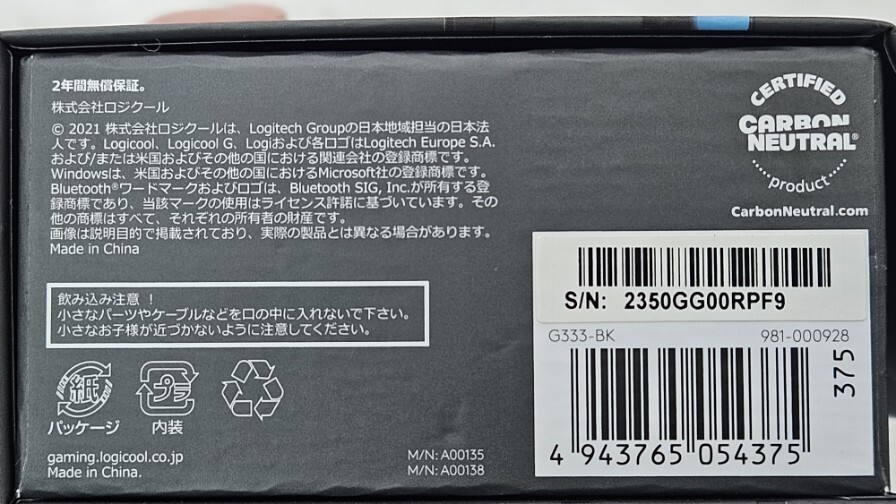 2年間無償保証。
株式会社ロジクール
© 2021 株式会社ロジクールは、Logitech Groupの日本地域担当の日本法
人です。Logicool、Logicool G、Logiおよび各ロゴはLogitech Europe S.A.
および/または米国およびその他の国における関連会社の登録商標です。
Windowsは、米国およびその他の国におけるMicrosoft社の登録商標です。
Bluetooth®ワードマークおよびロゴは、Bluetooth SIG, Inc.が所有する登
録商標であり、当該マークの使用はライセンス許諾に基づいています。その
他の商標はすべて、それぞれの所有者の財産です。
画像は説明目的で掲載されており、実際の製品とは異なる場合があります。
Made in China
飲み込み注意 !
小さなパーツやケーブルなどを口の中に入れないで下さい。
小さなお子様が近づかないように注意してください。
紙
パッケージ
プラ
内装
gaming.logicool.co.jp
Made in China.
M/N: A00135
M/N: A00138
CERTIFIED
CARBON
NEUTRAL®
product
CarbonNeutral.com
S/N: 2350GG00RPF9
G333-BK 981-000928
375
4 943765 054375